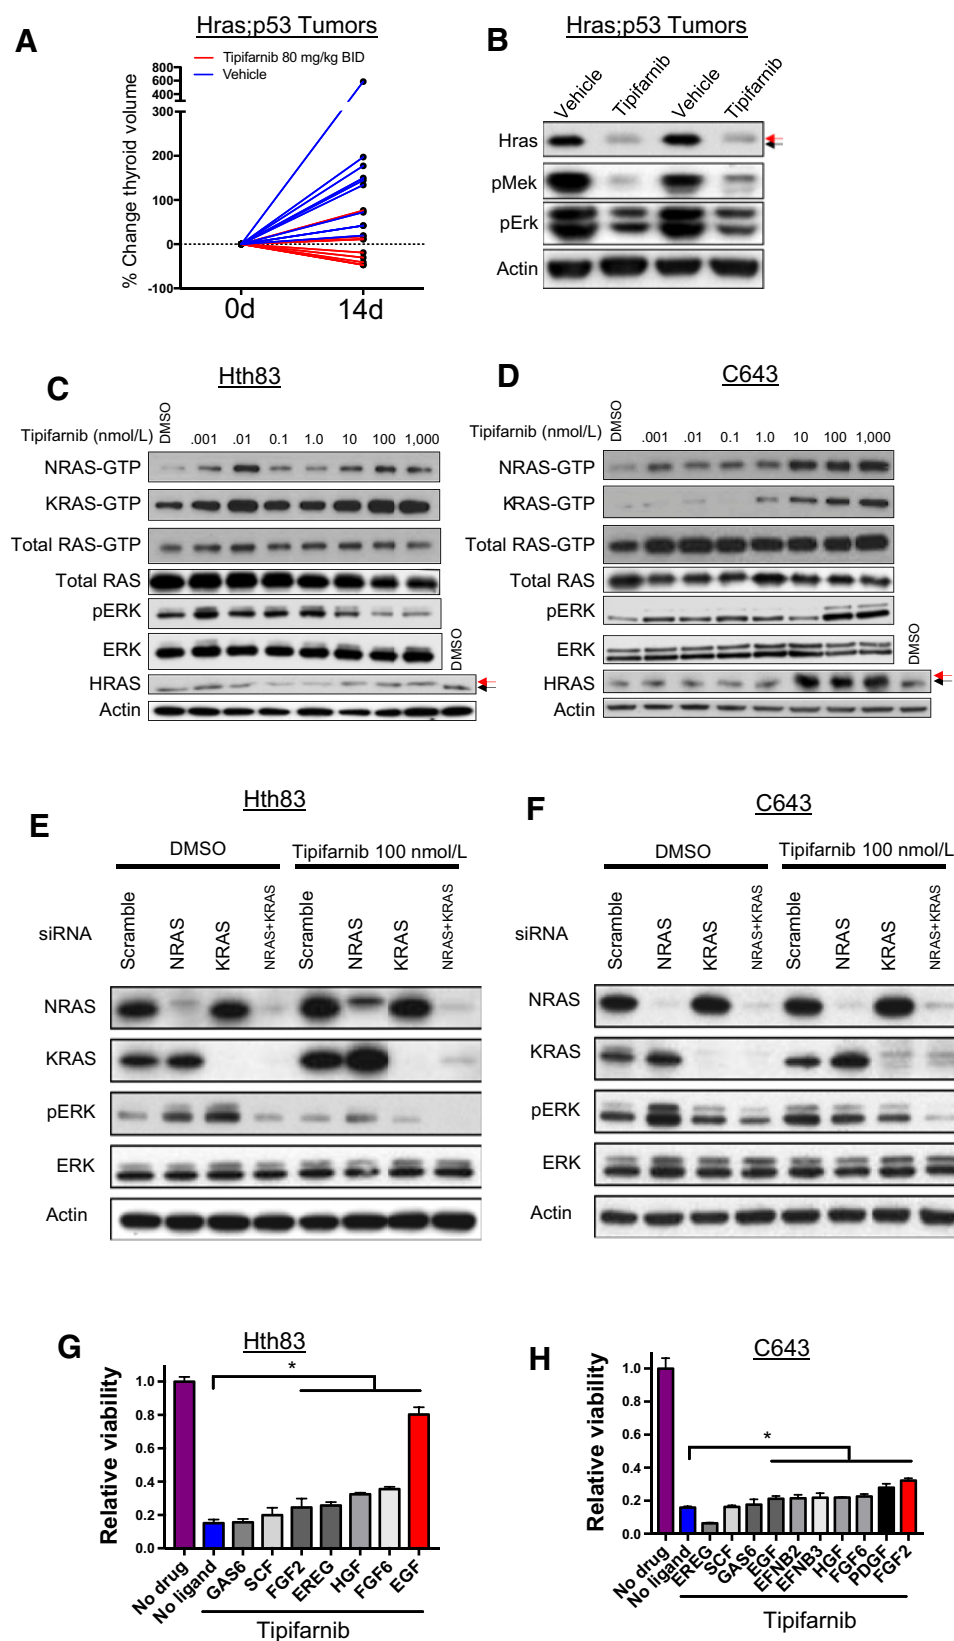 A
Hras;p53 Tumors
Tipifarnib 80 mg/kg BID
Vehicle
% Change thyroid volume
800
600
400
300
200
100
0
-100
0d
14d
B
Hras;p53 Tumors
Vehicle
Tipifarnib
Vehicle
Tipifarnib
Hras
pMek
pErk
Actin
C
Hth83
Tipifarnib (nmol/L)
DMSO
.001
.01
0.1
1.0
10
100
1,000
NRAS-GTP
KRAS-GTP
Total RAS-GTP
Total RAS
pERK
ERK
DMSO
HRAS
Actin
D
C643
Tipifarnib (nmol/L)
DMSO
.001
.01
0.1
1.0
10
100
1,000
NRAS-GTP
KRAS-GTP
Total RAS-GTP
Total RAS
pERK
ERK
DMSO
HRAS
Actin
E
Hth83
DMSO
Tipifarnib 100 nmol/L
siRNA
Scramble
NRAS
KRAS
NRAS+KRAS
Scramble
NRAS
KRAS
NRAS+KRAS
NRAS
KRAS
pERK
ERK
Actin
F
C643
DMSO
Tipifarnib 100 nmol/L
siRNA
Scramble
NRAS
KRAS
NRAS+KRAS
Scramble
NRAS
KRAS
NRAS+KRAS
NRAS
KRAS
pERK
ERK
Actin
G
Hth83
Relative viability
1.0
0.8
0.6
0.4
0.2
0.0
*
No drug
No ligand
GAS6
SCF
FGF2
EREG
HGF
FGF6
EGF
Tipifarnib
H
C643
Relative viability
1.0
0.8
0.6
0.4
0.2
0.0
*
No drug
No ligand
EREG
SCF
GAS6
EGF
EFNB2
EFNB3
HGF
FGF6
PDGF
FGF2
Tipifarnib